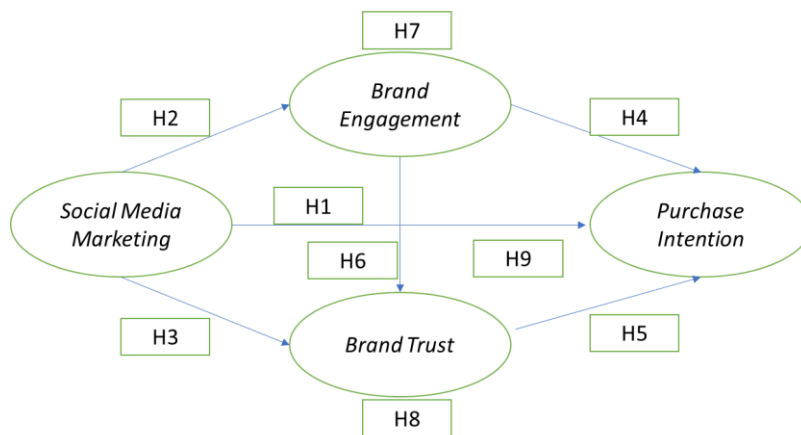 H7
Brand
Engagement
H2
H4
Social Media
Marketing
H1
Purchase
Intention
H6
H9
H3
Brand Trust
H5
H8